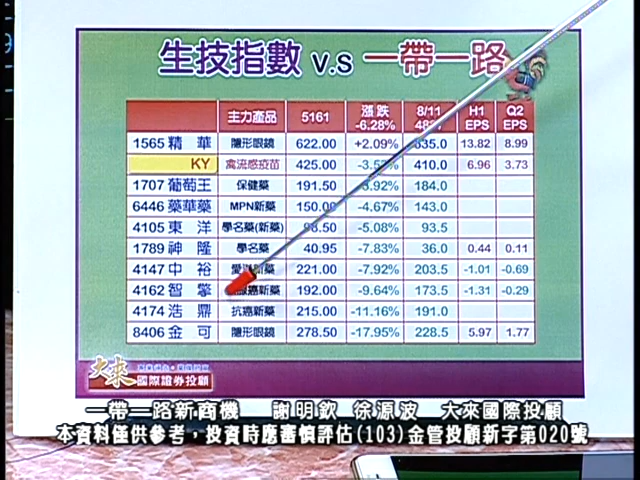 生技指數 v.s 一帶一路
主力產品 5161 漲跌 -6.28% 8/11 H1 EPS Q2 EPS
1565 精華 隱形眼鏡 622.00 +2.09% 635.0 13.82 8.99
KY 禽流感疫苗 425.00 410.0 6.96 3.73
1707 葡萄王 保健藥 191.50 184.0
6446 藥華藥 MPN新藥 150.00 -4.67% 143.0
4105 東洋 學名藥(新藥) 98.50 -5.08% 93.5
1789 神隆 學名藥 40.95 -7.83% 36.0 0.44 0.11
4147 中裕 愛滋新藥 221.00 -7.92% 203.5 -1.01 -0.69
4162 智擎 癌新藥 192.00 -9.64% 173.5 -1.31 -0.29
4174 浩鼎 抗癌新藥 215.00 -11.16% 191.0
8406 金可 隱形眼鏡 278.50 -17.95% 228.5 5.97 1.77
大來
國際證券投顧
一帶一路新商機 謝明欽 徐源波 大來國際投顧
本資料僅供參考，投資時應審慎評估(103)金管投顧新字第020號